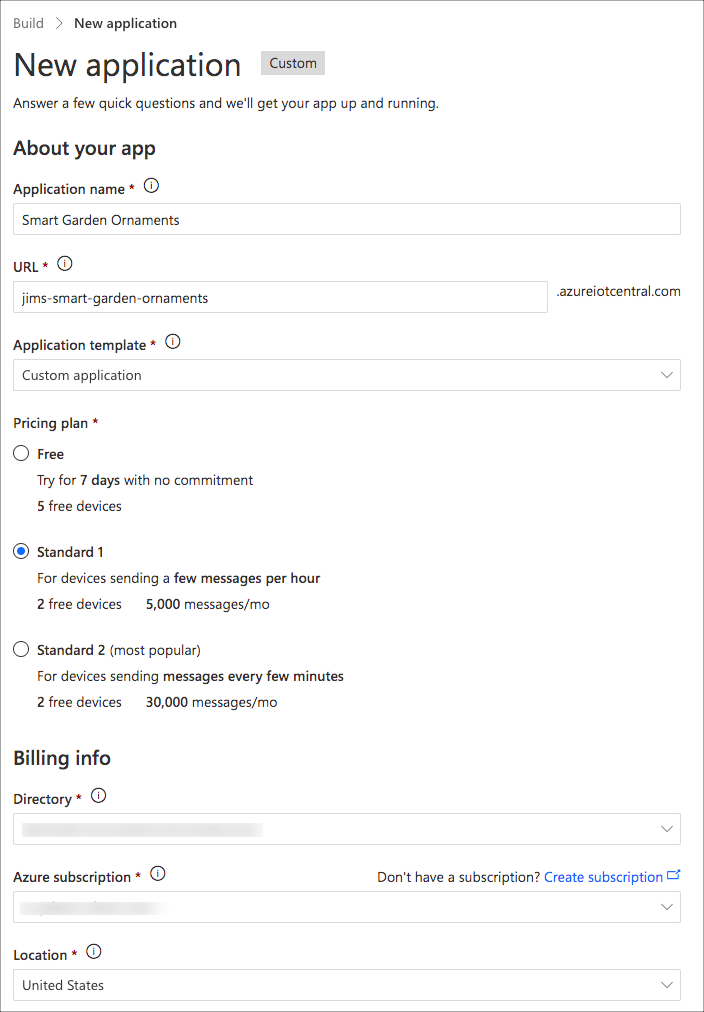 Build > New application
New application Custom
Answer a few quick questions and we'll get your app up and running.
About your app
Application name *
Smart Garden Ornaments
URL *
jims-smart-garden-ornaments .azureiotcentral.com
Application template *
Custom application
Pricing plan *
Free
Try for 7 days with no commitment
5 free devices
Standard 1
For devices sending a few messages per hour
2 free devices 5,000 messages/mo
Standard 2 (most popular)
For devices sending messages every few minutes
2 free devices 30,000 messages/mo
Billing info
Directory *
Azure subscription * Don't have a subscription? Create subscription
Location *
United States